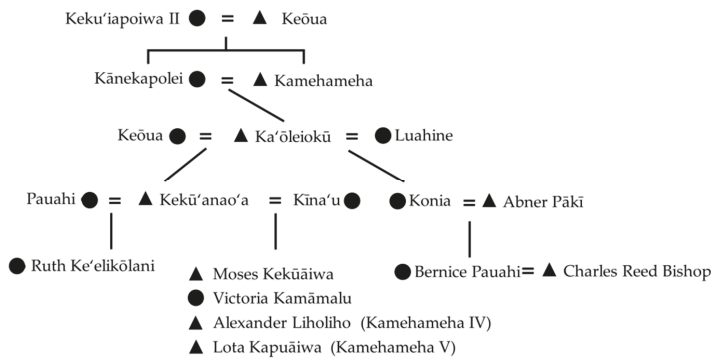 Kekuʻiapoiwa II = Keōua
Kānekapolei = Kamehameha
Keōua = Kaʻōleiokū = Luahine
Pauahi = Kekūʻanaoʻa = Kīnaʻu Konia = Abner Pākī
Ruth Keʻelikōlani
Moses Kekūāiwa
Bernice Pauahi = Charles Reed Bishop
Victoria Kamāmalu
Alexander Liholiho (Kamehameha IV)
Lota Kapuāiwa (Kamehameha V)